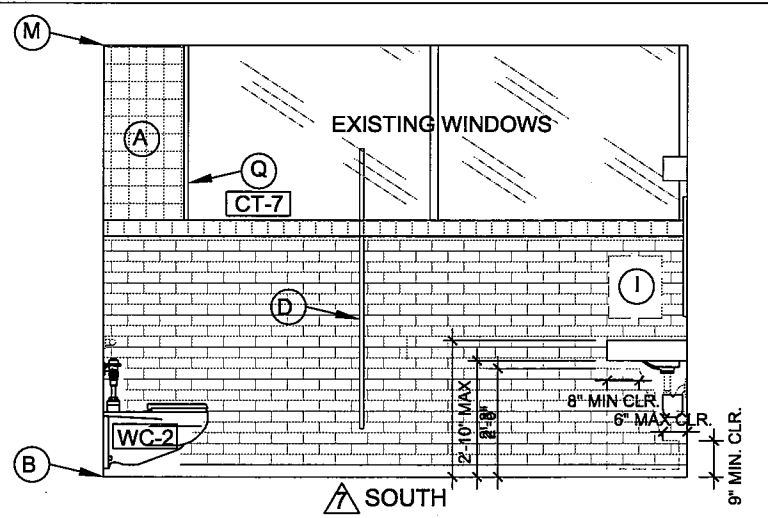 M
A
EXISTING WINDOWS
Q
CT-7
I
D
2'-10" MAX
8" MIN CLR.
6" MAX CLR.
9" MIN. CLR.
WC-2
B
7 SOUTH